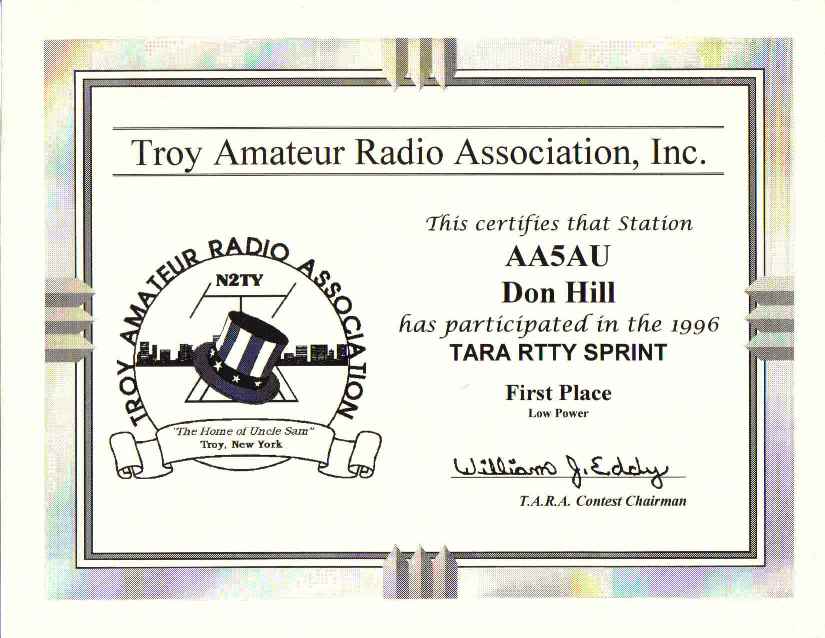 Troy Amateur Radio Association, Inc.
TROY AMATEUR RADIO ASSOCIATION
N2TY
"The Home of Uncle Sam"
Troy, New York
This certifies that Station
AA5AU
Don Hill
has participated in the 1996
TARA RTTY SPRINT
First Place
Low Power
William J. Eddy
T.A.R.A. Contest Chairman